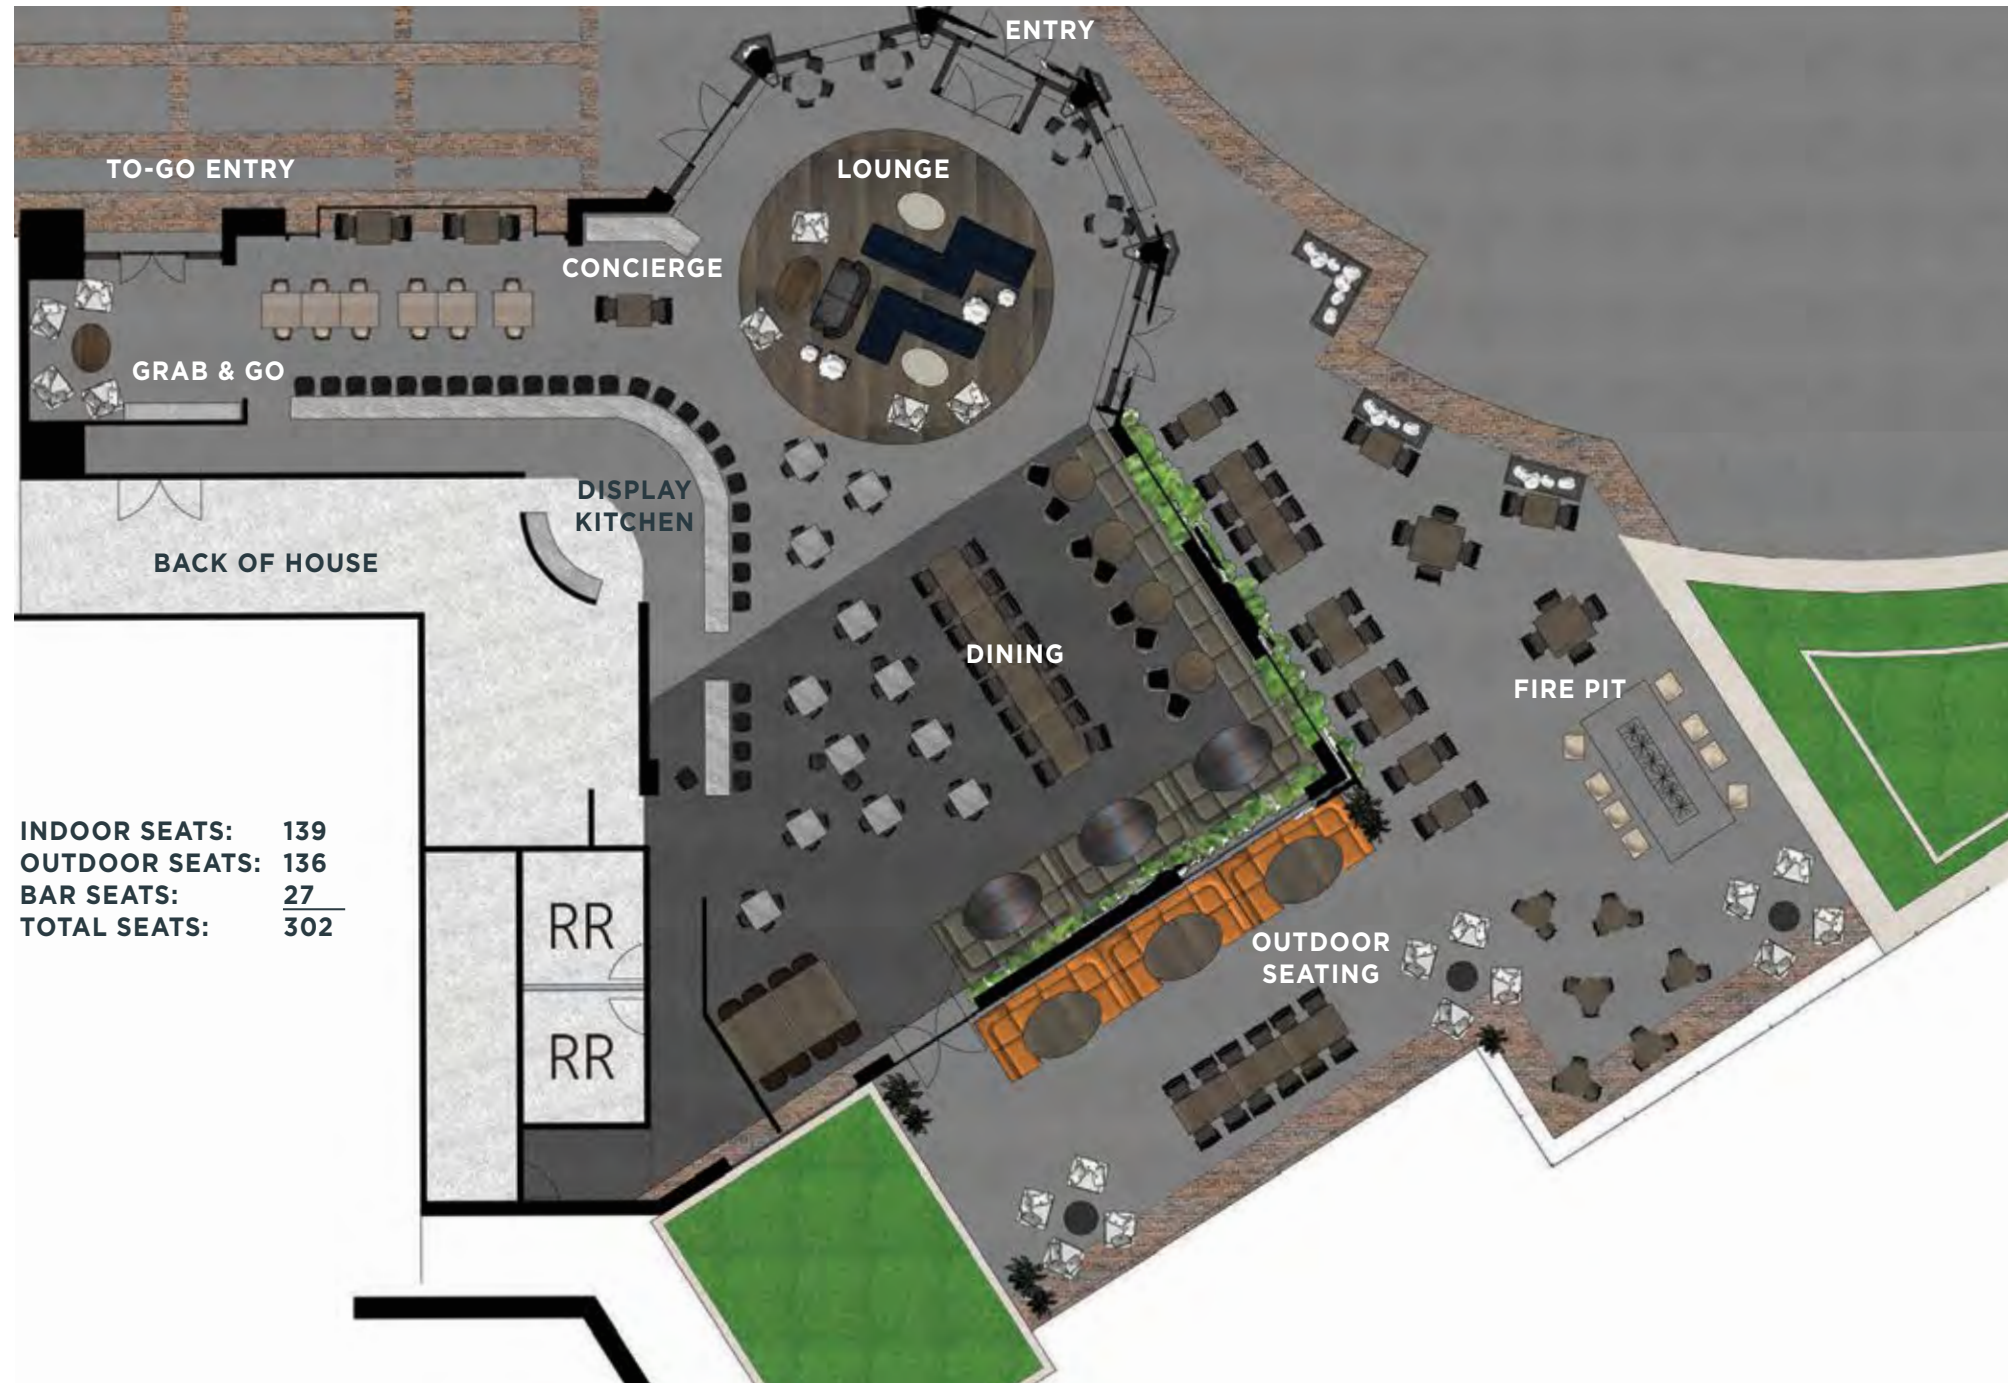 ENTRY
TO-GO ENTRY
LOUNGE
CONCIERGE
GRAB & GO
DISPLAY
KITCHEN
BACK OF HOUSE
DINING
FIRE PIT
INDOOR SEATS: 139
OUTDOOR SEATS: 136
BAR SEATS: 27
TOTAL SEATS: 302
RR
OUTDOOR
SEATING
RR